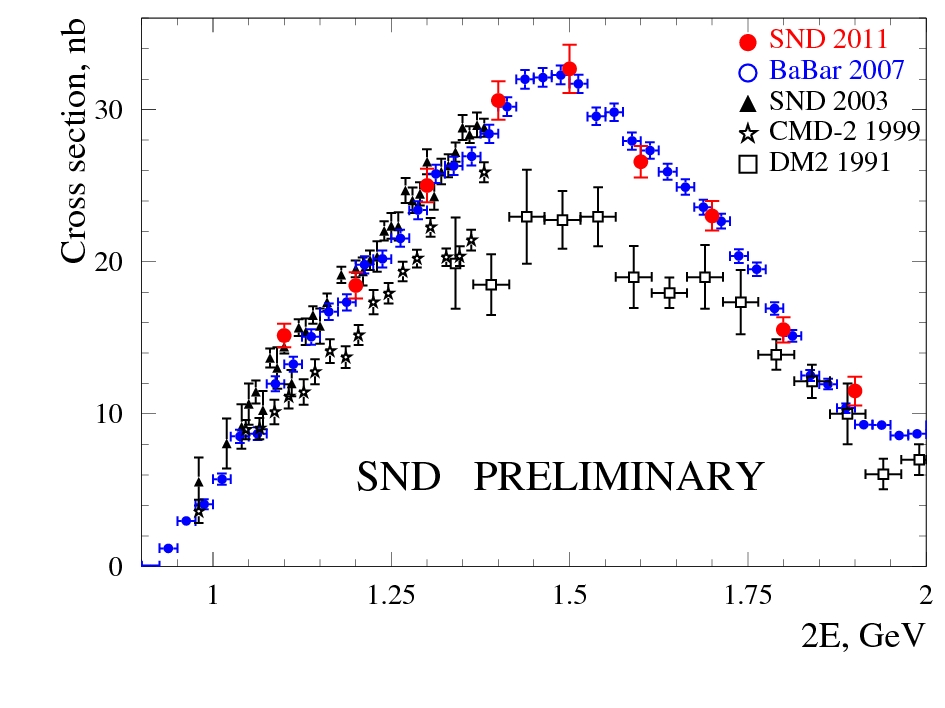 Cross section, nb
30
20
10
0
SND 2011
BaBar 2007
SND 2003
CMD-2 1999
DM2 1991
SND PRELIMINARY
1 1.25 1.5 1.75 2
2E, GeV